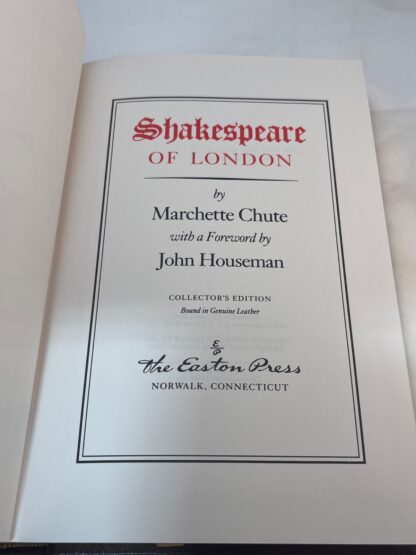 Shakespeare
OF LONDON
by
Marchette Chute
with a Foreword by
John Houseman
COLLECTOR'S EDITION
Bound in Genuine Leather
E
P
the Easton Press
NORWALK, CONNECTICUT